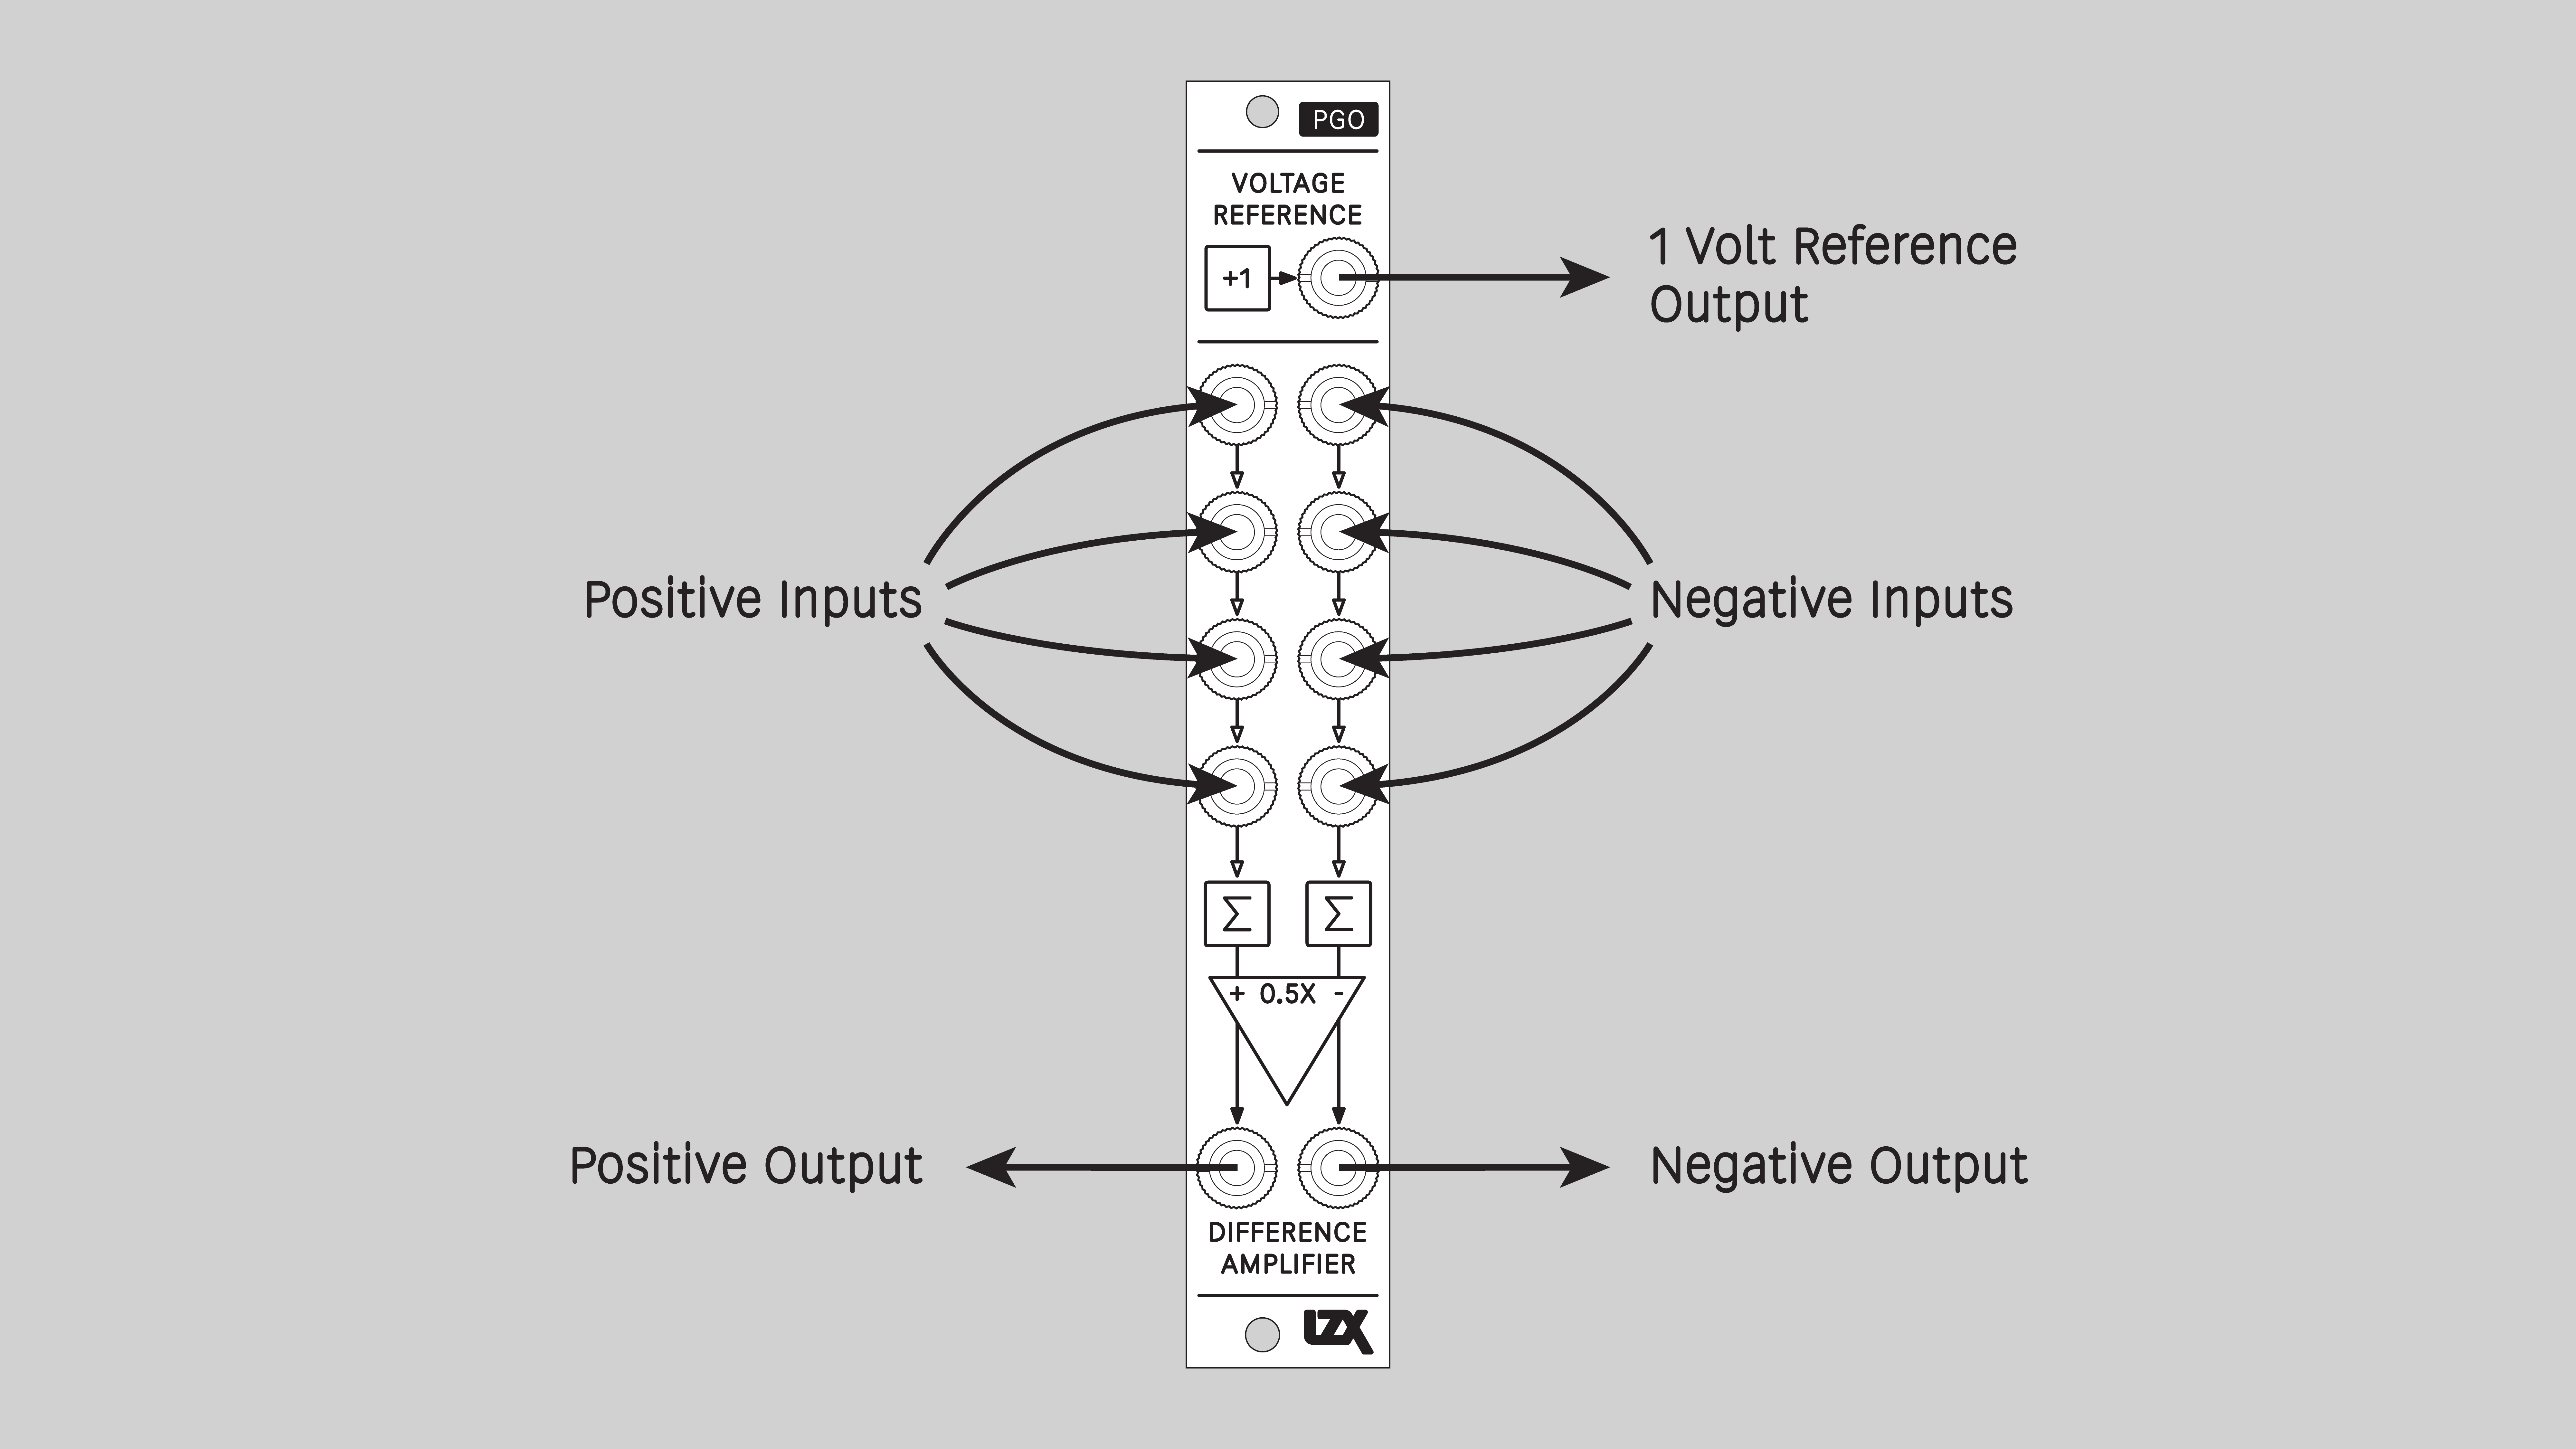 PGO
VOLTAGE
REFERENCE
+1
1 Volt Reference
Output
Positive Inputs
Negative Inputs
Σ Σ
+ 0.5X -
Positive Output
Negative Output
DIFFERENCE
AMPLIFIER
LZX